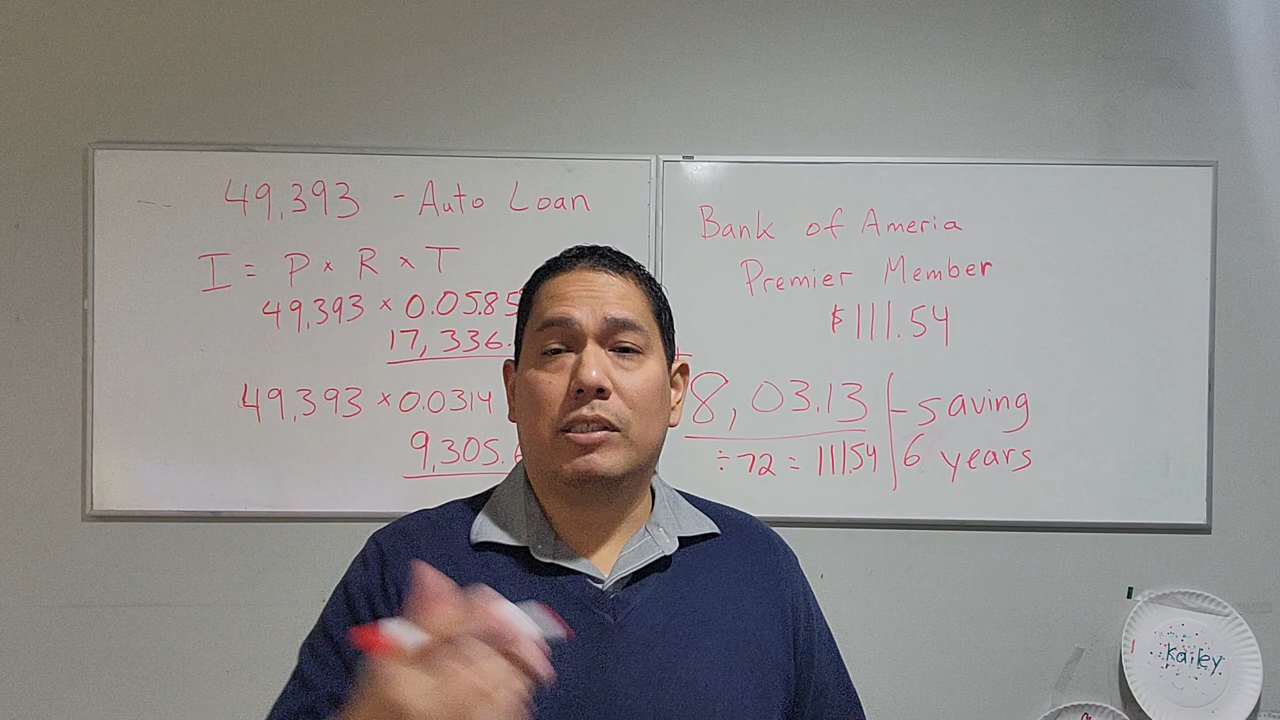 49,393 - Auto Loan
I = P × R × T
49,393 × 0.0585
17,336.
49,393 × 0.0314
9,305.
Bank of Ameria
Premier Member
$111.54
8,03.13 - saving
÷ 72 = 111.54 6 years
Kailey